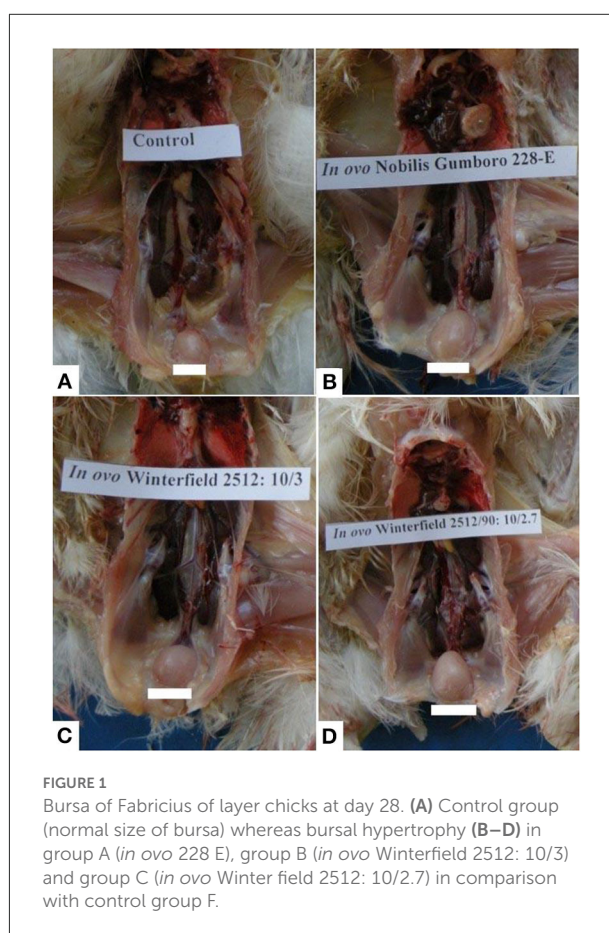 Control
In ovo Nobilis Gumboro 228-E
A
B
In ovo Winterfield 2512: 10/3
In ovo Winterfield 2512/90: 10/2.7
C
D
FIGURE 1
Bursa of Fabricius of layer chicks at day 28. (A) Control group
(normal size of bursa) whereas bursal hypertrophy (B–D) in
group A (in ovo 228 E), group B (in ovo Winterfield 2512: 10/3)
and group C (in ovo Winter field 2512: 10/2.7) in comparison
with control group F.